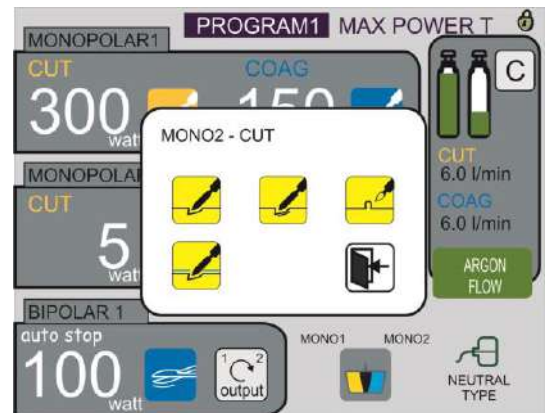 PROGRAM1 MAX POWER T
MONOPOLAR1
CUT COAG
300 watt 150
C
MONO2 - CUT
CUT
6.0 l/min
COAG
6.0 l/min
ARGON
FLOW
CUT
5 watt
BIPOLAR 1
auto stop
100 watt
1 2
output
MONO1 MONO2
NEUTRAL
TYPE